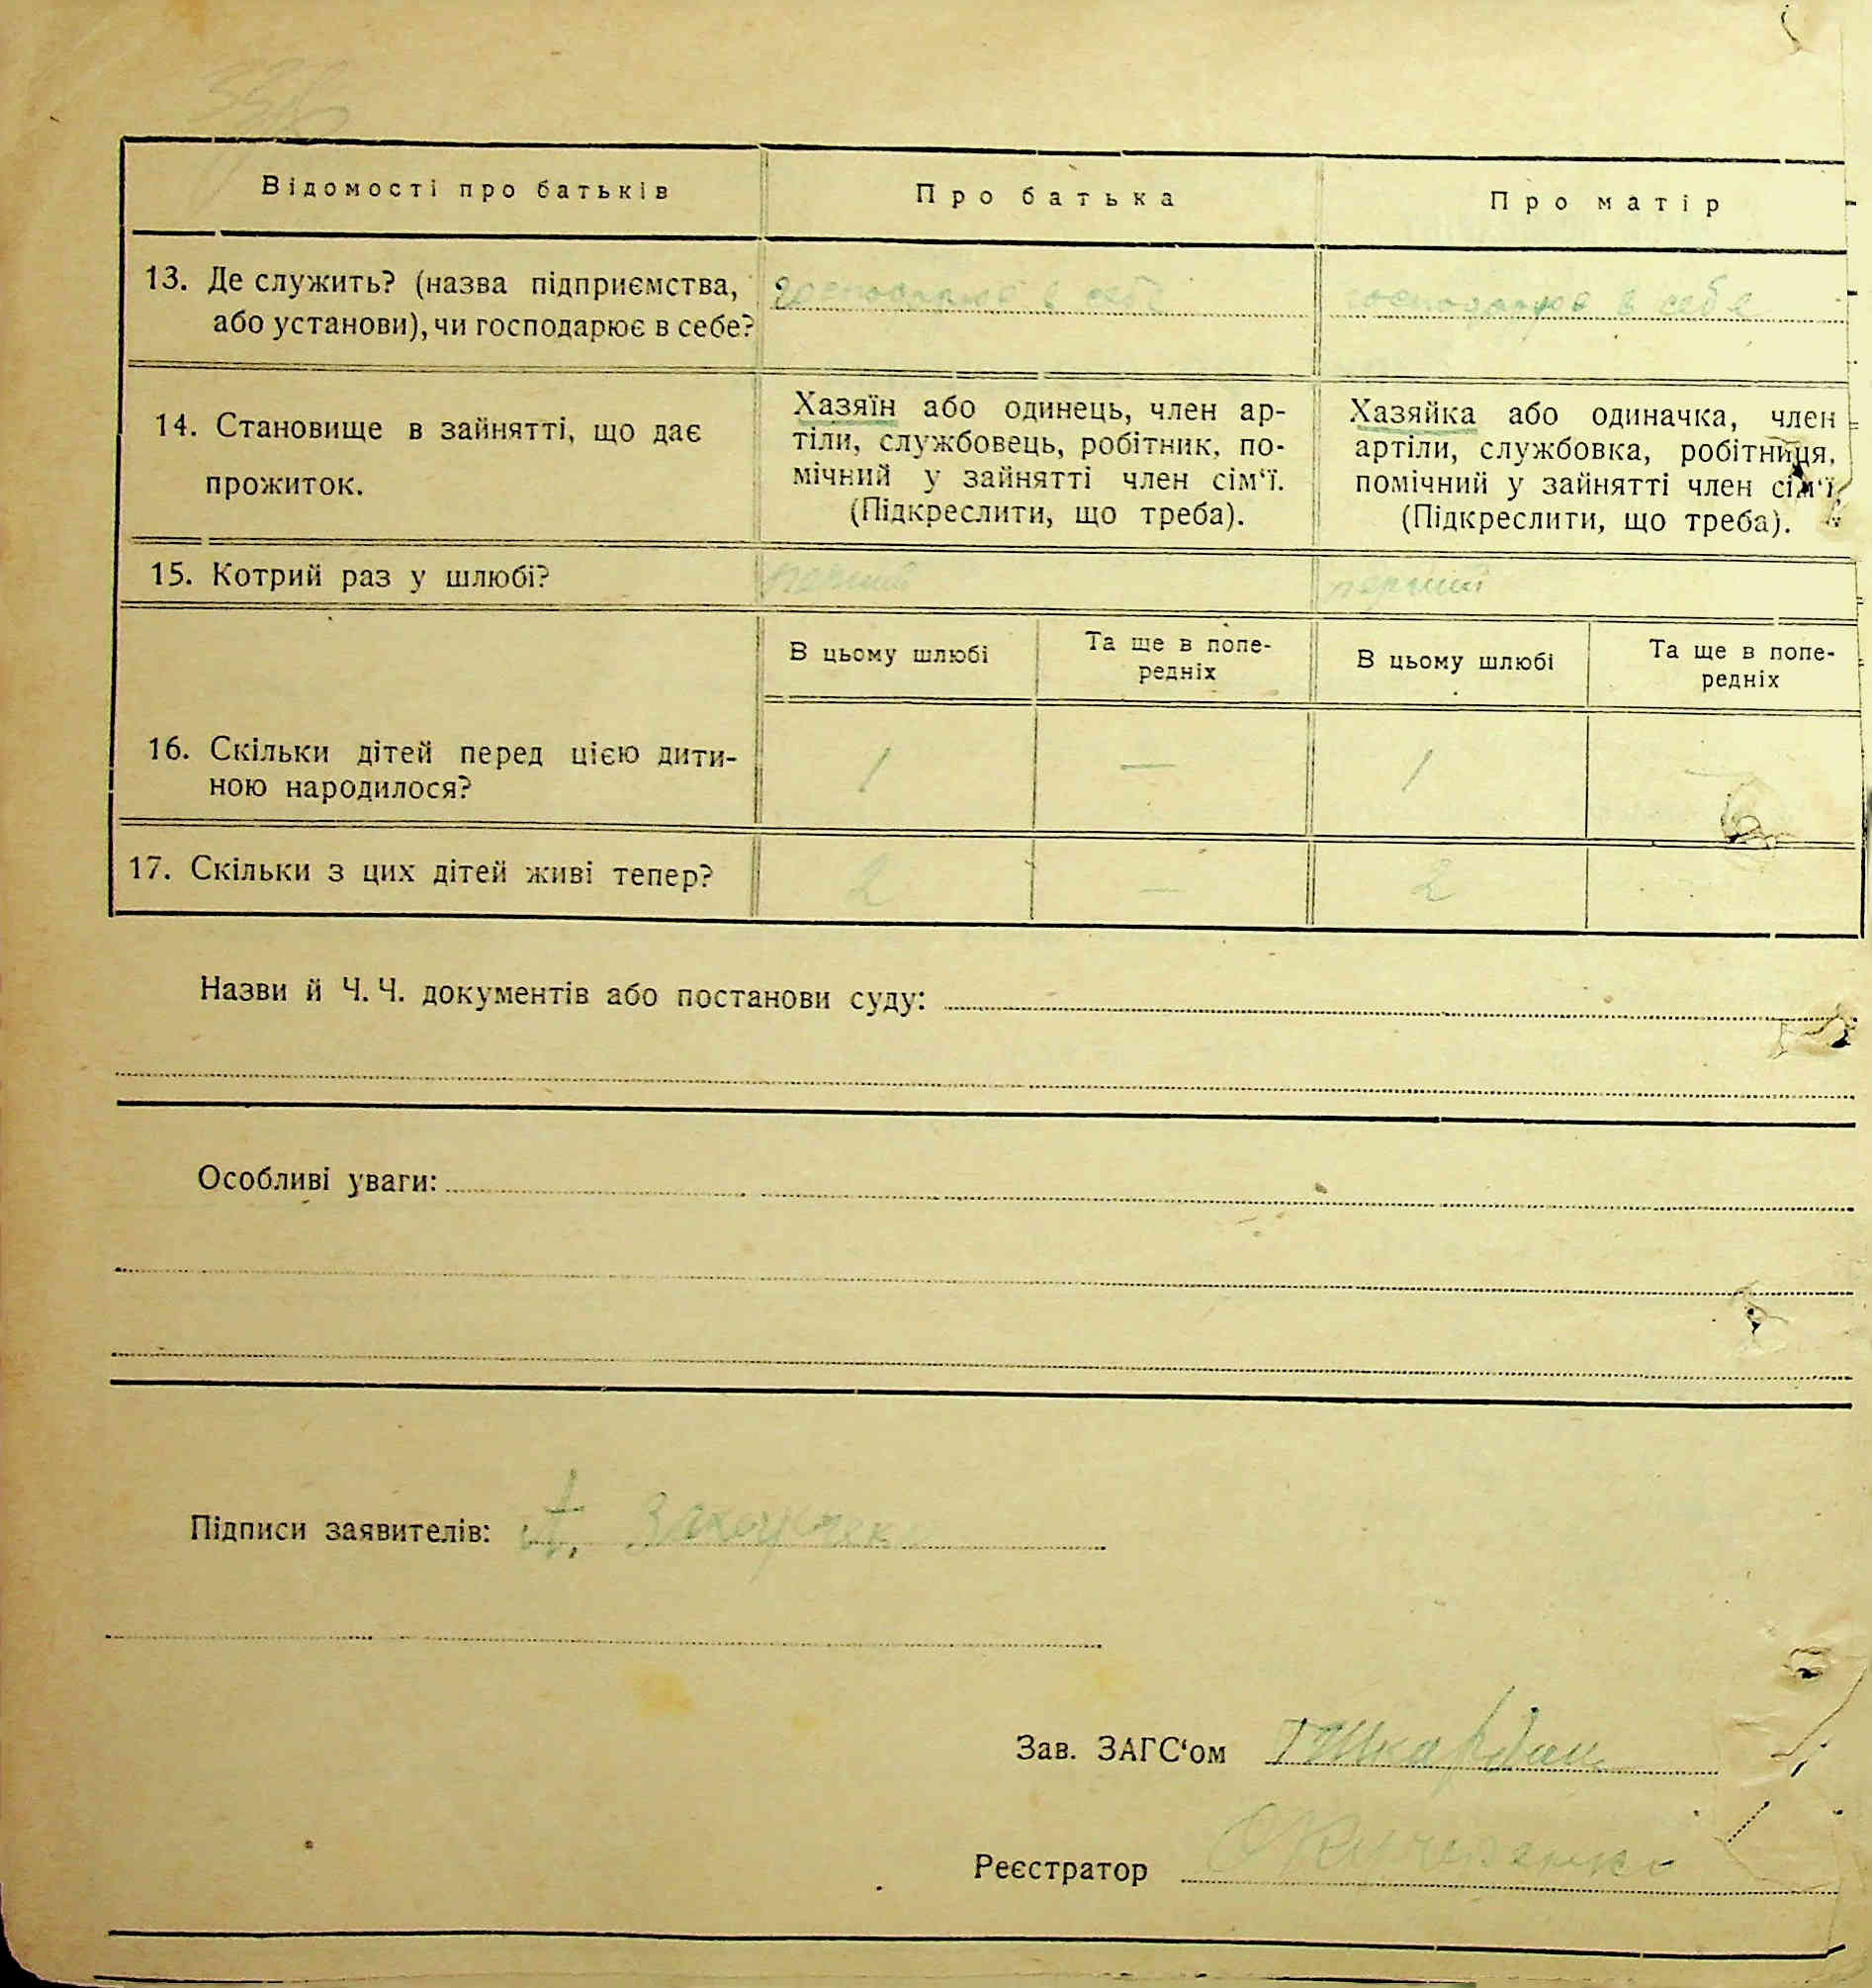 Відомості про батьків
Про батька
Про матір
13. Де служить? (назва підприємства,
або установи), чи господарює в себе?
господарює в себе
господарює в себе
14. Становище в зайнятті, що дає
прожиток.
Хазяїн або одинець, член ар-
тіли, службовець, робітник, по-
мічний у зайнятті член сім‘ї.
(Підкреслити, що треба).
Хазяйка або одиначка, член
артіли, службовка, робітниця,
помічний у зайнятті член сім‘ї,
(Підкреслити, що треба).
15. Котрий раз у шлюбі?
перший
перший
В цьому шлюбі
Та ще в попе-
редніх
В цьому шлюбі
Та ще в попе-
редніх
16. Скільки дітей перед цією дити-
ною народилося?
1
—
1
—
17. Скільки з цих дітей живі тепер?
2
—
2
Назви й Ч. Ч. документів або постанови суду:
Особливі уваги:
Підписи заявителів:
Зав. ЗАГС‘ом
Реєстратор